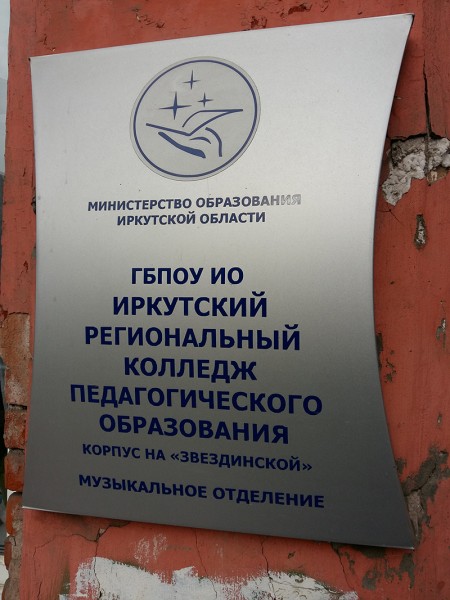 МИНИСТЕРСТВО ОБРАЗОВАНИЯ
ИРКУТСКОЙ ОБЛАСТИ
ГБПОУ ИО
ИРКУТСКИЙ
РЕГИОНАЛЬНЫЙ
КОЛЛЕДЖ
ПЕДАГОГИЧЕСКОГО
ОБРАЗОВАНИЯ
КОРПУС НА «ЗВЕЗДИНСКОЙ»
МУЗЫКАЛЬНОЕ ОТДЕЛЕНИЕ